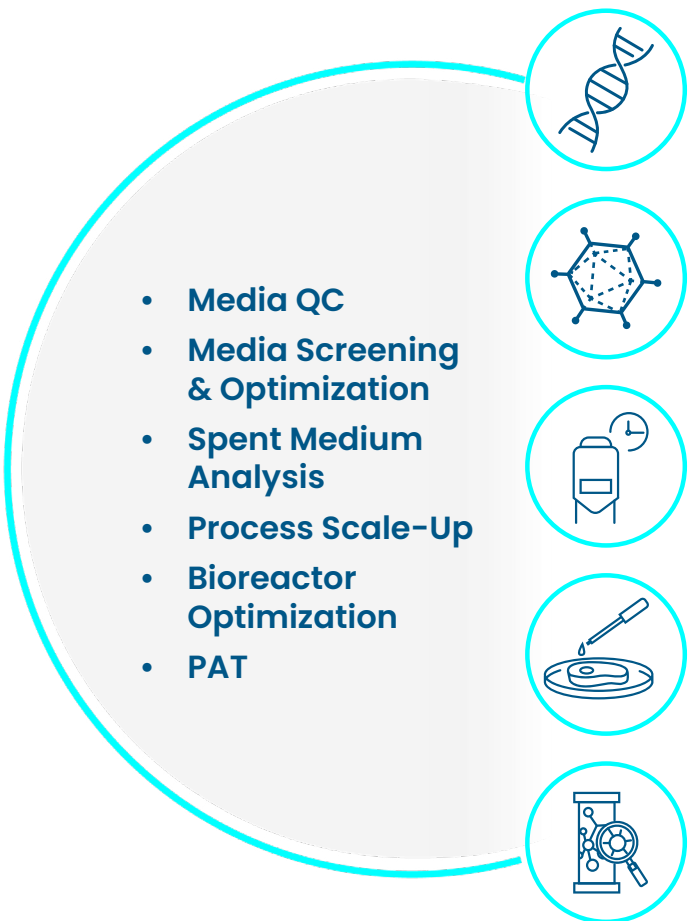 • Media QC
• Media Screening
& Optimization
• Spent Medium
Analysis
• Process Scale-Up
• Bioreactor
Optimization
• PAT